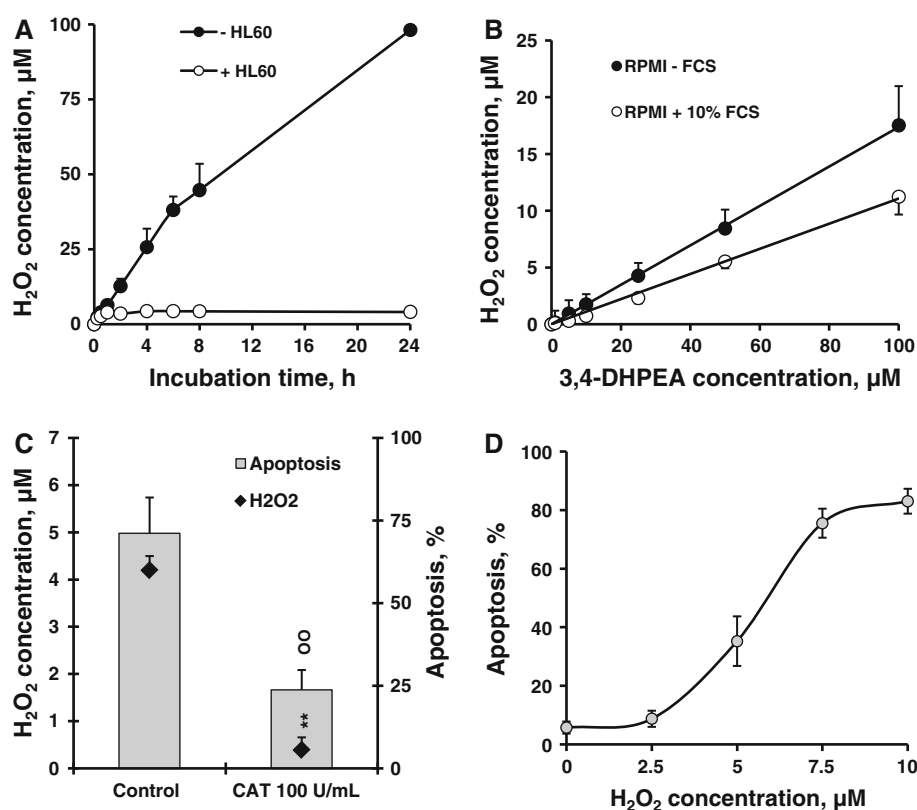 A
H₂O₂ concentration, µM
100
75
50
25
0
- HL60
+ HL60
0 4 8 12 16 20 24
Incubation time, h
B
H₂O₂ concentration, µM
25
20
15
10
5
0
RPMI - FCS
RPMI + 10% FCS
0 20 40 60 80 100
3,4-DHPEA concentration, µM
C
H₂O₂ concentration, µM
7
6
5
4
3
2
1
0
Apoptosis
H2O2
**
100
75
50
25
0
Apoptosis, %
Control CAT 100 U/mL
D
Apoptosis, %
100
80
60
40
20
0
0 2.5 5 7.5 10
H₂O₂ concentration, µM